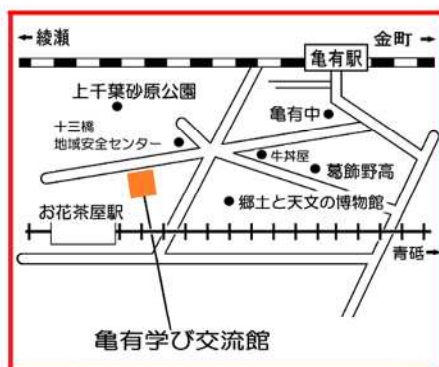 ←綾瀬
金町→
亀有駅
上千葉砂原公園
亀有中
十三橋
地域安全センター
牛丼屋
葛飾野高
郷土と天文の博物館
お花茶屋駅
青砥
→
亀有学び交流館